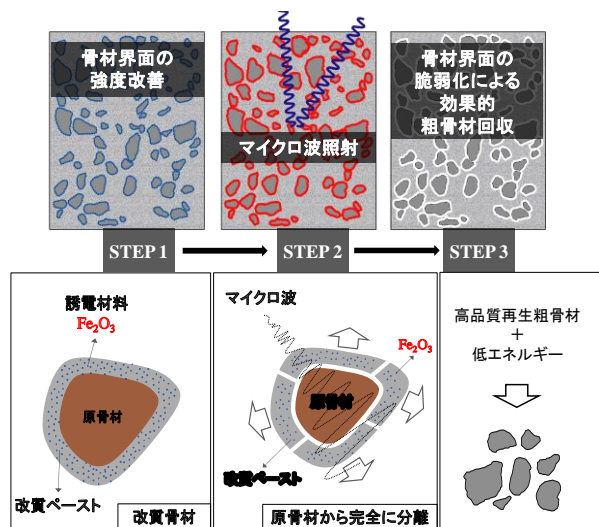 骨材界面の
強度改善
マイクロ波照射
骨材界面の
脆弱化による
効果的
粗骨材回収
STEP 1
STEP 2
STEP 3
誘電材料
Fe₂O₃
原骨材
改質ペースト
改質骨材
マイクロ波
Fe₂O₃
原骨材
改質ペースト
原骨材から完全に分離
高品質再生粗骨材
+
低エネルギー